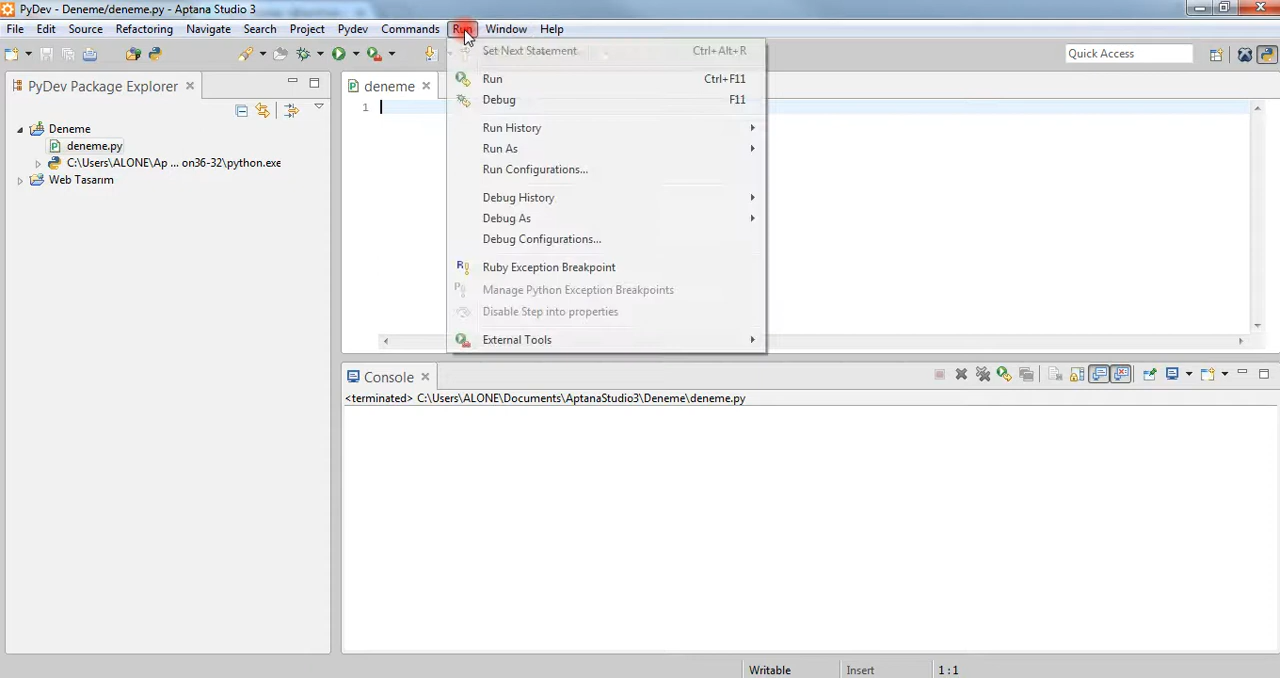 PyDev - Deneme/deneme.py - Aptana Studio 3
File Edit Source Refactoring Navigate Search Project Pydev Commands Run Window Help
Quick Access
PyDev Package Explorer
Deneme
deneme.py
C:\Users\ALONE\Ap ... on36-32\python.exe
Web Tasarım
deneme
1
Set Next Statement Ctrl+Alt+R
Run Ctrl+F11
Debug F11
Run History
Run As
Run Configurations...
Debug History
Debug As
Debug Configurations...
Ruby Exception Breakpoint
Manage Python Exception Breakpoints
Disable Step into properties
External Tools
Console
<terminated> C:\Users\ALONE\Documents\AptanaStudio3\Deneme\deneme.py
Writable Insert 1 : 1